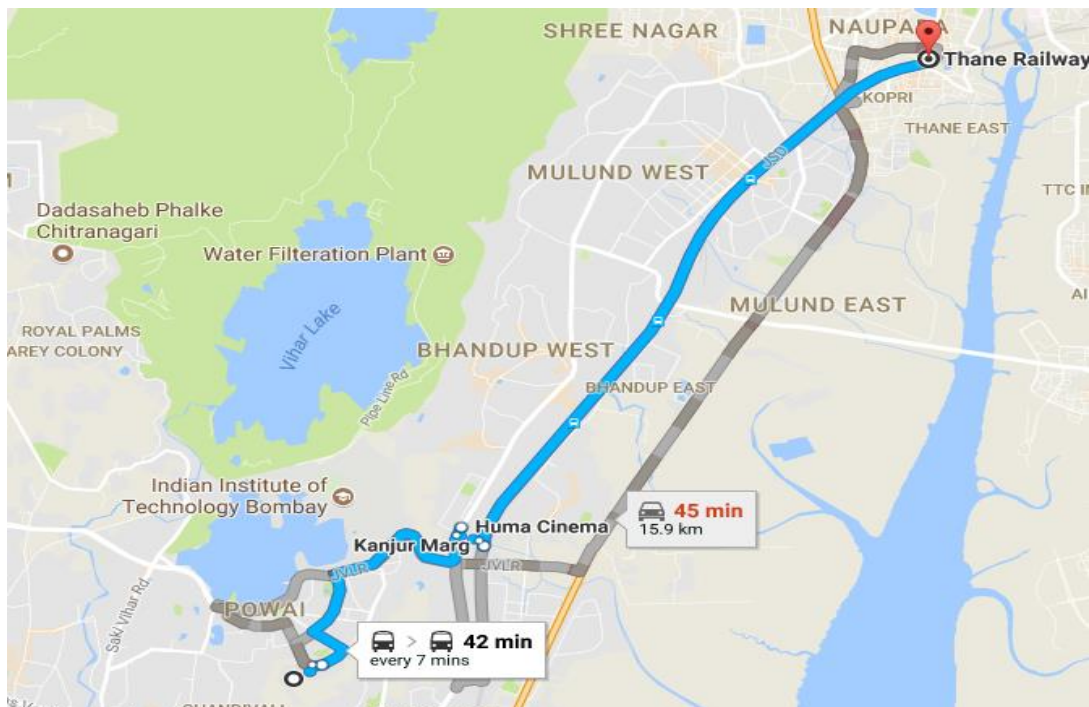 SHREE NAGAR
NAUPADA
Thane Railway
KOPRI
THANE EAST
JSD
MULUND WEST
TTC IN
Dadasaheb Phalke
Chitranagari
Water Filteration Plant
MULUND EAST
ROYAL PALMS
AREY COLONY
Vihar Lake
BHANDUP WEST
BHANDUP EAST
Pipe Line Rd
Indian Institute of
Technology Bombay
45 min
15.9 km
Huma Cinema
Kanjur Marg
JVLR
JVLR
Saki Vihar Rd
POWAI
> 42 min
every 7 mins